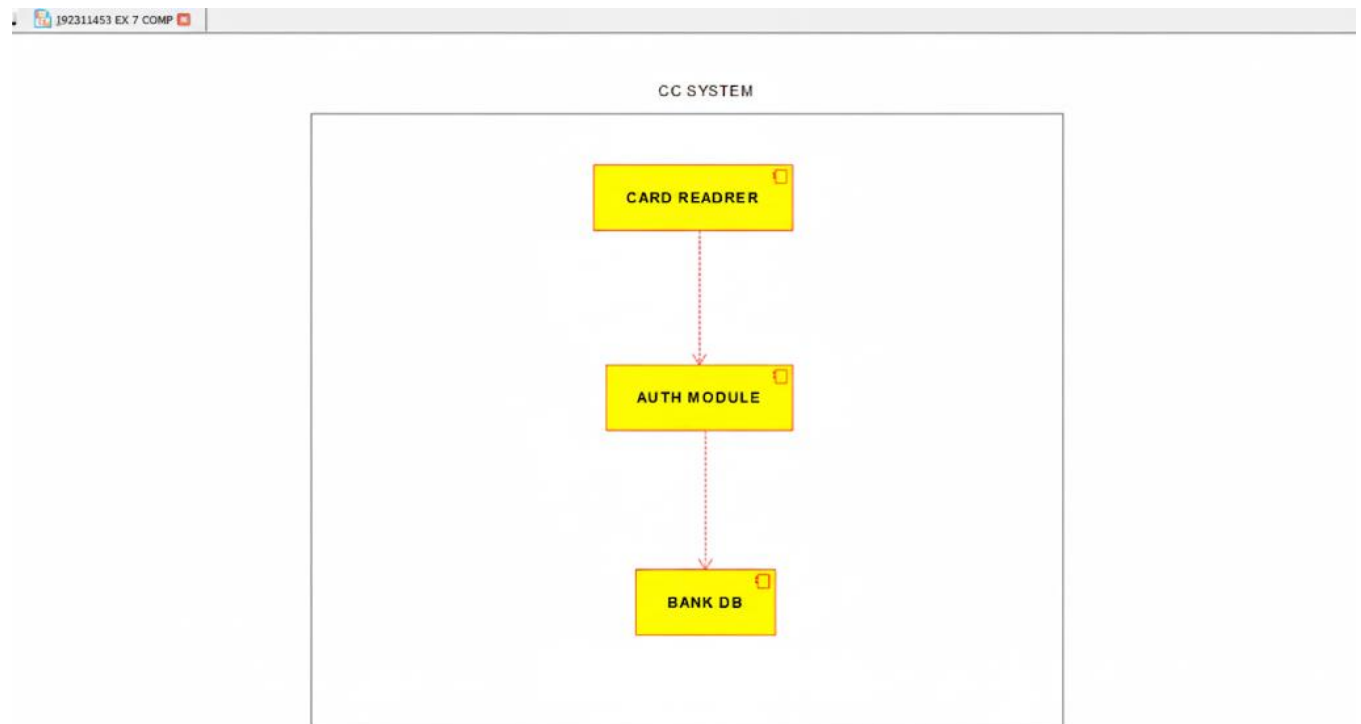 192311453 EX 7 COMP
CC SYSTEM
CARD READRER
AUTH MODULE
BANK DB